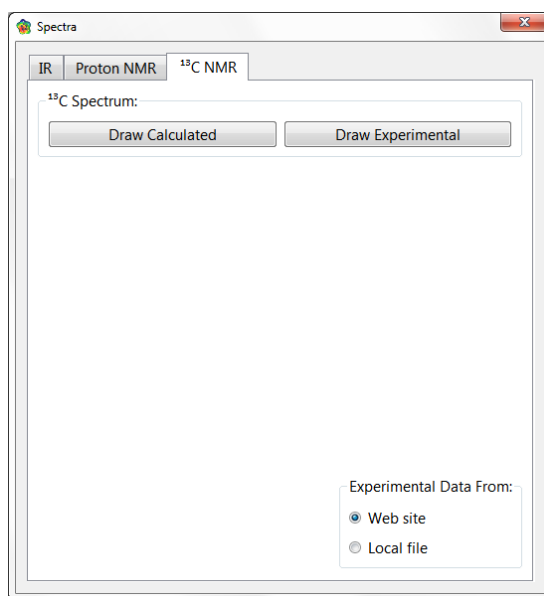 Spectra
IR Proton NMR ¹³C NMR
¹³C Spectrum:
Draw Calculated Draw Experimental
Experimental Data From:
Web site
Local file